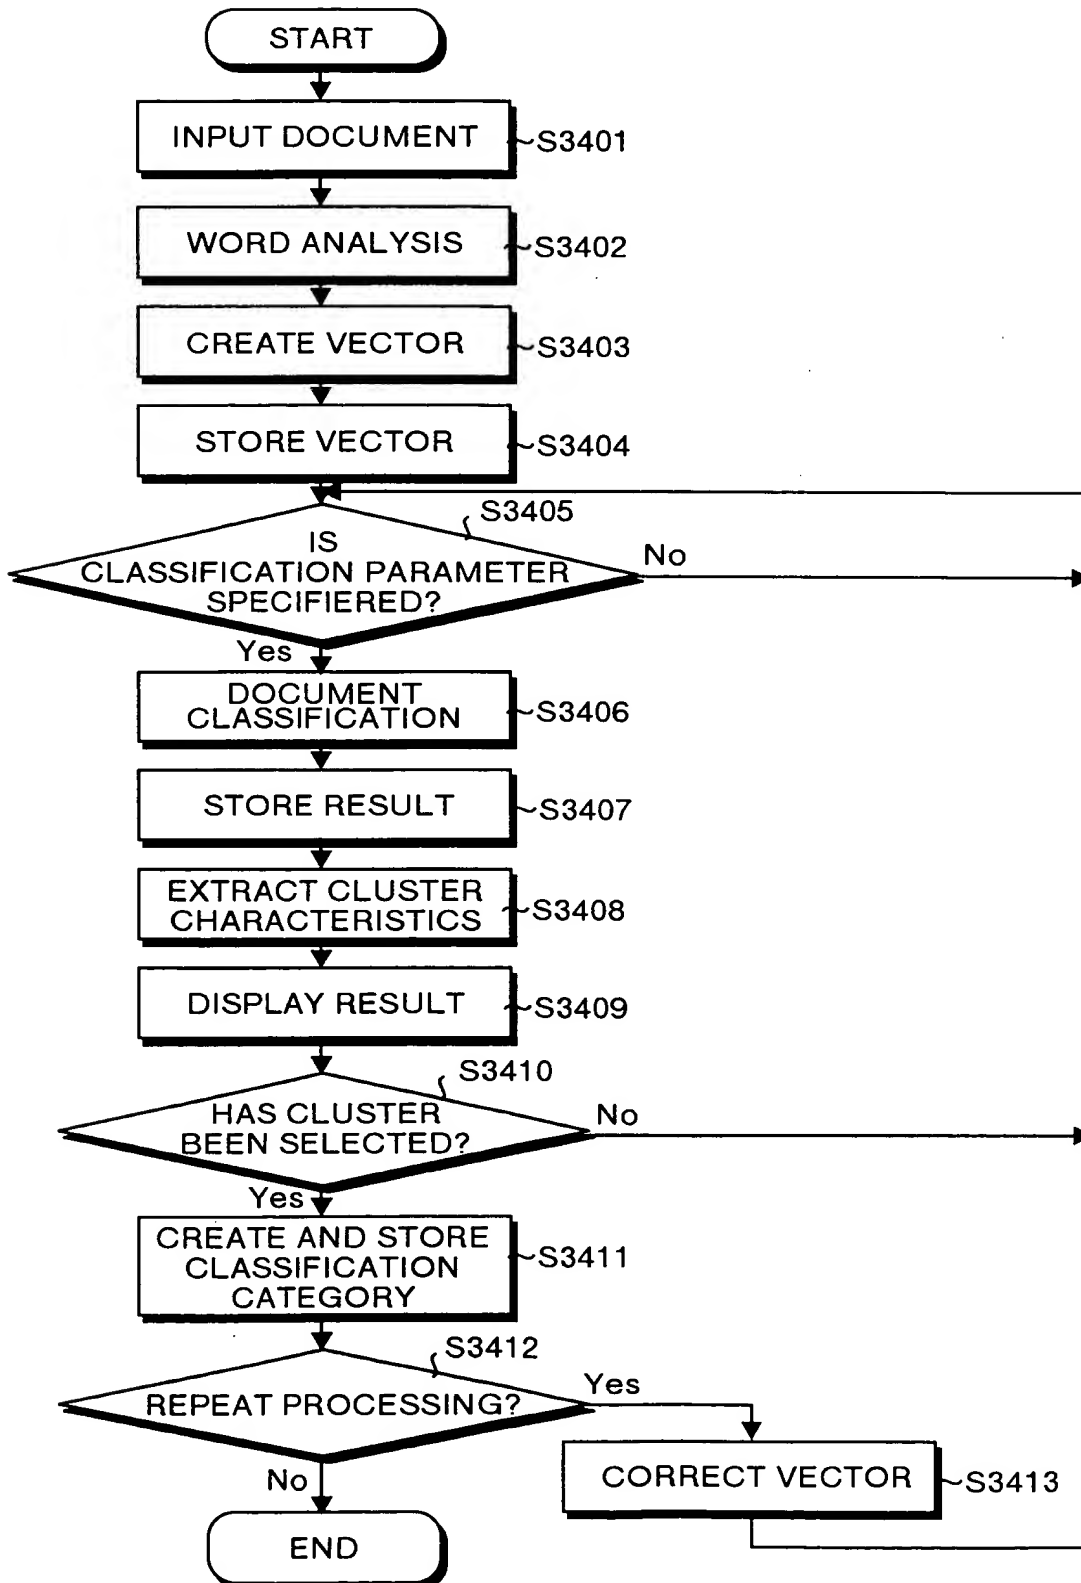 START
INPUT DOCUMENT
S3401
WORD ANALYSIS
S3402
CREATE VECTOR
S3403
STORE VECTOR
S3404
S3405
IS
CLASSIFICATION PARAMETER
SPECIFIERED?
No
Yes
DOCUMENT
CLASSIFICATION
S3406
STORE RESULT
S3407
EXTRACT CLUSTER
CHARACTERISTICS
S3408
DISPLAY RESULT
S3409
S3410
HAS CLUSTER
BEEN SELECTED?
No
Yes
CREATE AND STORE
CLASSIFICATION
CATEGORY
S3411
S3412
REPEAT PROCESSING?
Yes
No
CORRECT VECTOR
S3413
END